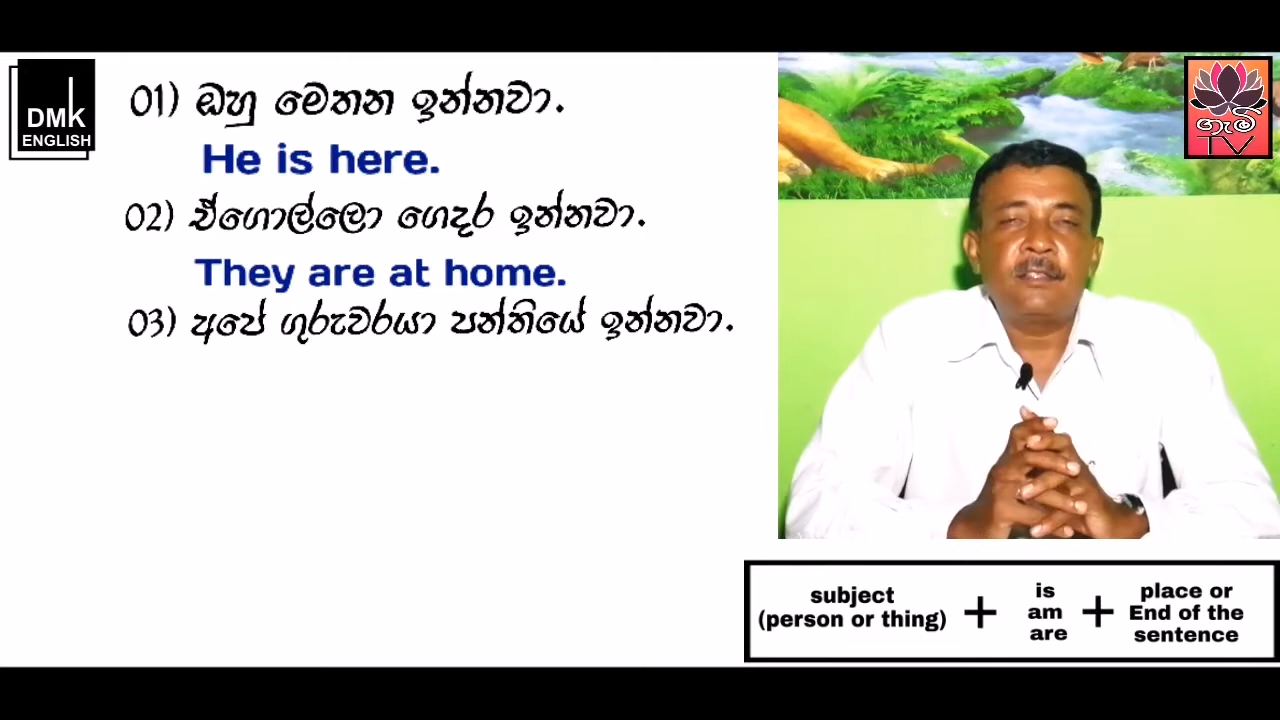 DMK
ENGLISH
01) ඔහු මෙතන ඉන්නවා.
He is here.
02) ඒගොල්ලො ගෙදර ඉන්නවා.
They are at home.
03) අපේ ගුරුවරයා පන්තියේ ඉන්නවා.
ගැමි
TV
subject
(person or thing)
+
is
am
are
+
place or
End of the
sentence